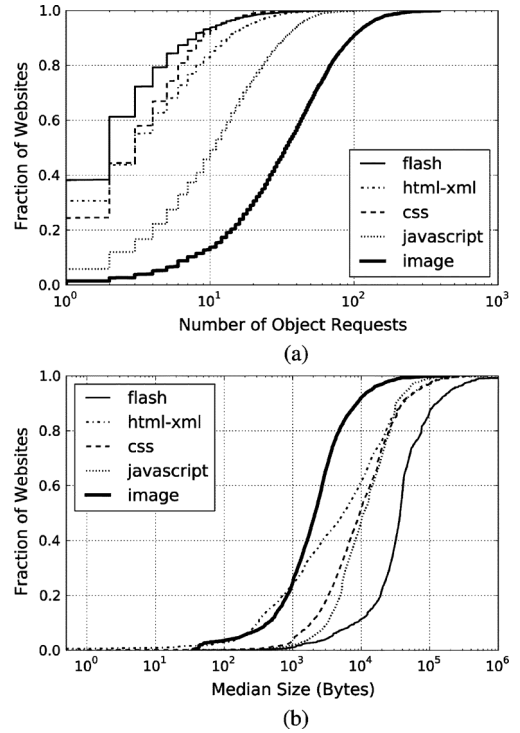 1.0
0.8
0.6
0.4
0.2
0.0
Fraction of Websites
flash
html-xml
css
javascript
image
10^0 10^1 10^2 10^3
Number of Object Requests
(a)
1.0
0.8
0.6
0.4
0.2
0.0
Fraction of Websites
flash
html-xml
css
javascript
image
10^0 10^1 10^2 10^3 10^4 10^5 10^6
Median Size (Bytes)
(b)